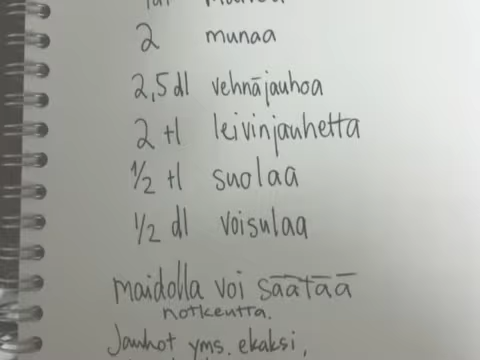 2 munaa
2,5 dl vehnäjauhoa
2 tl leivinjauhetta
1/2 tl suolaa
1/2 dl voisulaa
maidolla voi säätää
notkeutta.
Jauhot yms. ekaksi,